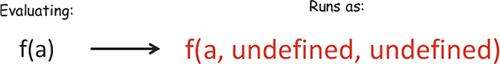 Evaluating:
Runs as:
f(a)
f(a, undefined, undefined)